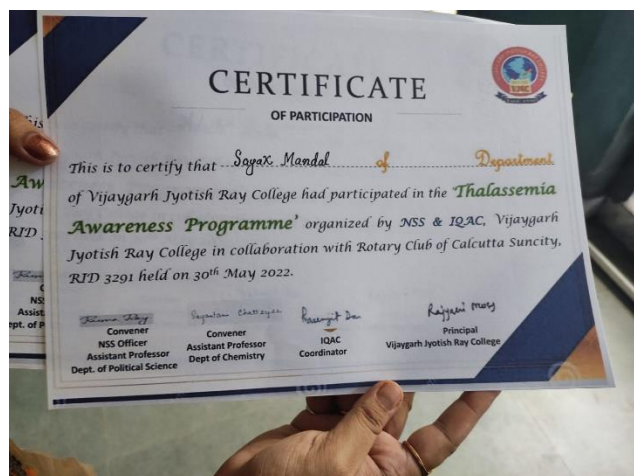 CERTIFICATE
OF PARTICIPATION
This is to certify that Sayax Mandal of Department
of Vijaygarh Jyotish Ray College had participated in the 'Thalassemia
Awareness Programme' organized by NSS & IQAC, Vijaygarh
Jyotish Ray College in collaboration with Rotary Club of Calcutta Suncity,
RID 3291 held on 30th May 2022.
Convener
NSS Officer
Assistant Professor
Dept. of Political Science
Sayantan Chatterjee
Convener
Assistant Professor
Dept of Chemistry
IQAC
Coordinator
Principal
Vijaygarh Jyotish Ray College